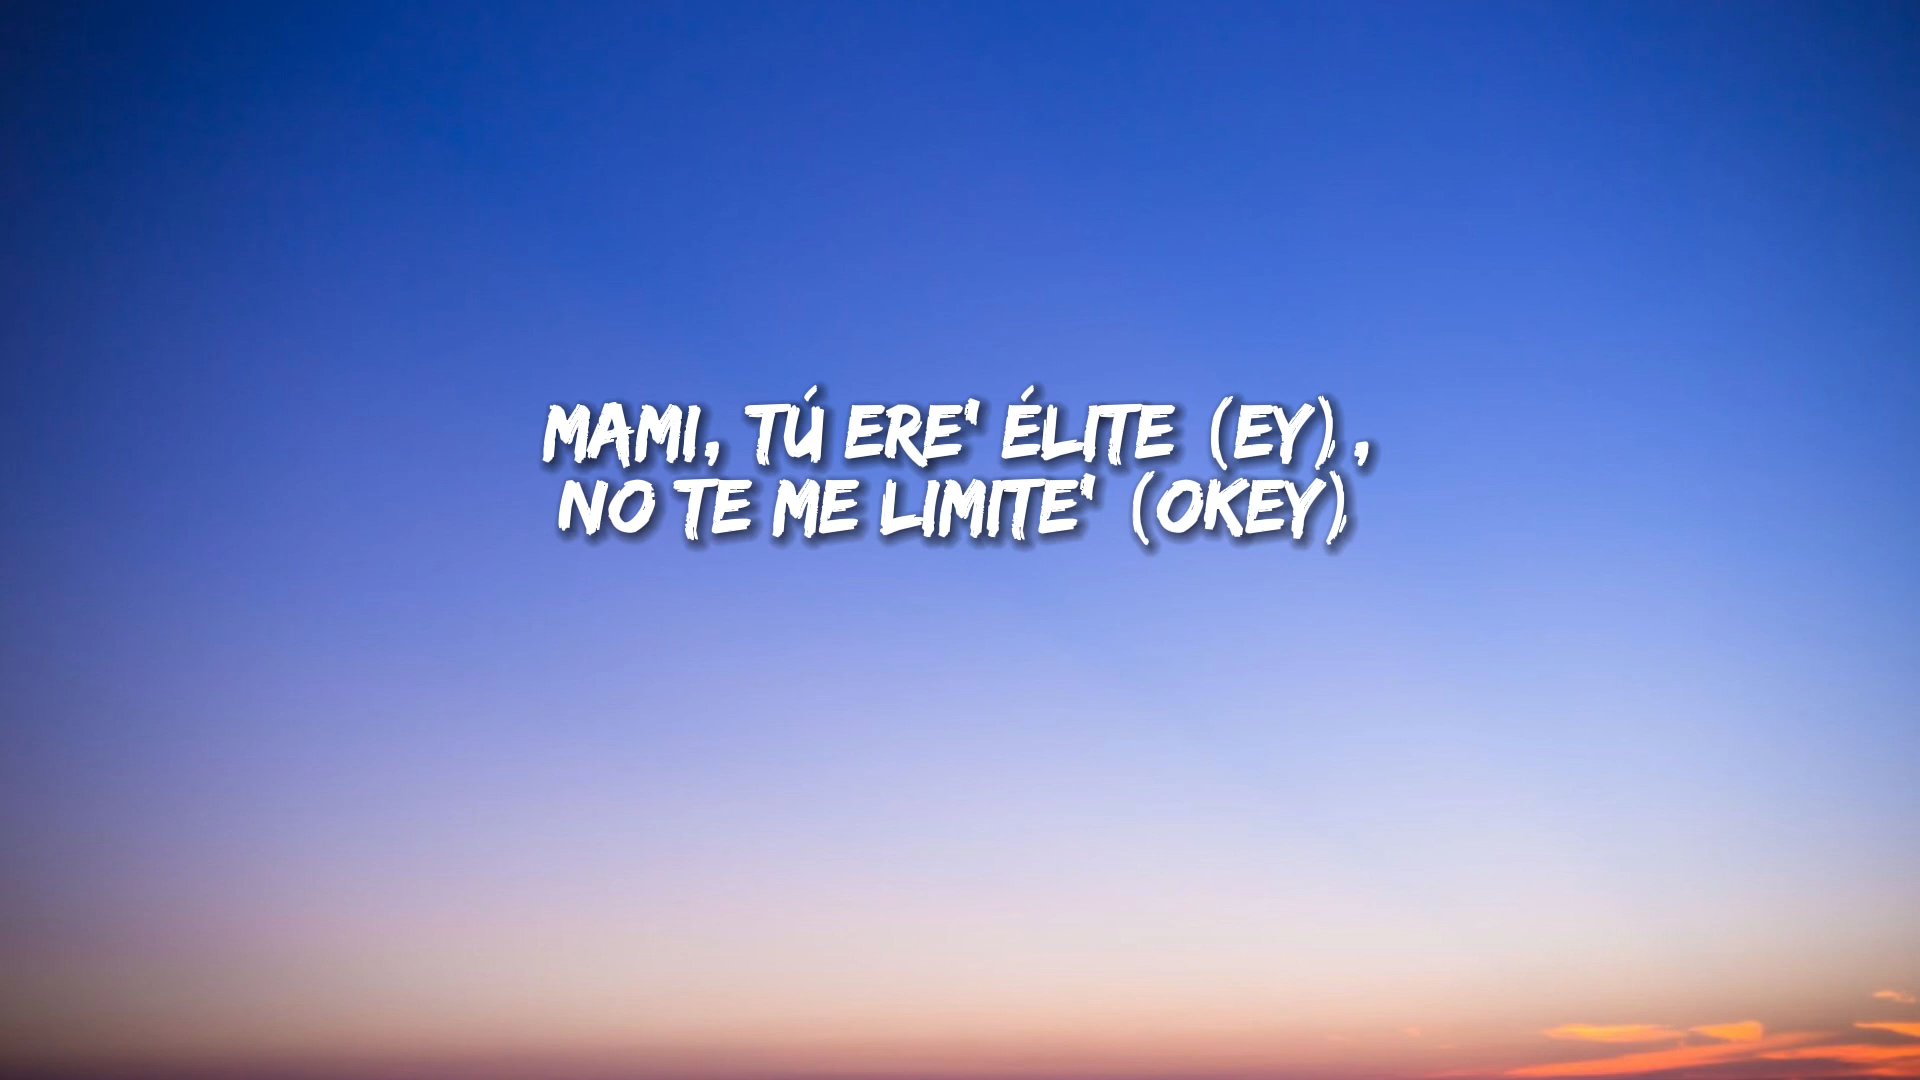 MAMI, TÚ ERE' ÉLITE (EY),
NO TE ME LIMITE' (OKEY)